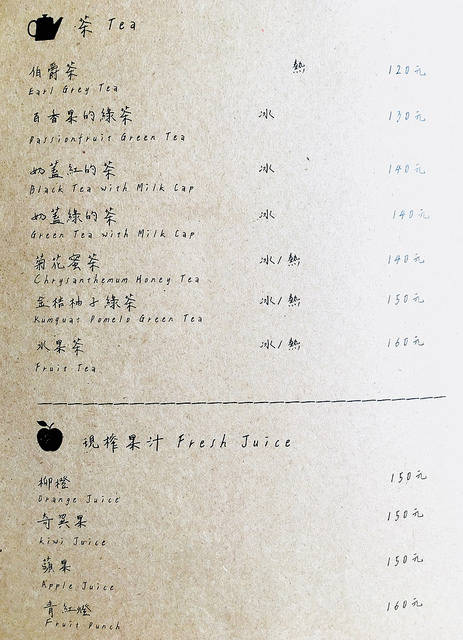 茶 Tea
伯爵茶 熱 120元
Earl Grey Tea
百香果的綠茶 冰 130元
Passionfruit Green Tea
奶蓋紅的茶 冰 140元
Black Tea with Milk Cap
奶蓋綠的茶 冰 140元
Green Tea with Milk Cap
菊花蜜茶 冰/熱 140元
Chrysanthemum Honey Tea
金桔柚子綠茶 冰/熱 150元
Kumquat Pomelo Green Tea
水果茶 冰/熱 160元
Fruit Tea
現榨果汁 Fresh Juice
柳橙 150元
Orange Juice
奇異果 150元
Kiwi Juice
蘋果 150元
Apple Juice
青紅燈 160元
Fruit Punch